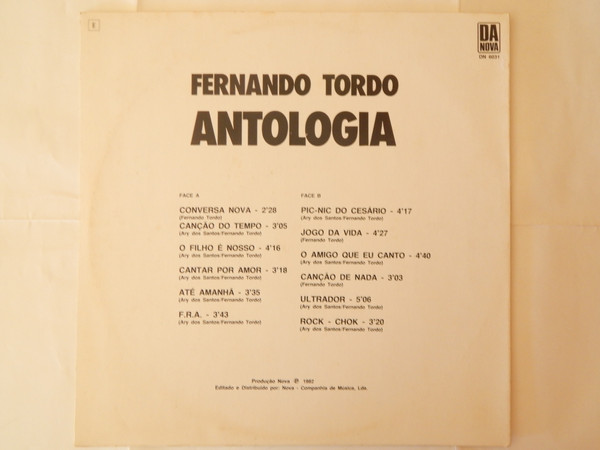 DA
NOVA
DN 6031
FERNANDO TORDO
ANTOLOGIA
FACE A
CONVERSA NOVA - 2'28
(Fernando Tordo)
CANÇÃO DO TEMPO - 3'05
(Ary dos Santos/Fernando Tordo)
O FILHO É NOSSO - 4'16
(Ary dos Santos/Fernando Tordo)
CANTAR POR AMOR - 3'18
(Ary dos Santos/Fernando Tordo)
ATÉ AMANHÃ - 3'35
(Ary dos Santos/Fernando Tordo)
F.R.A. - 3'43
(Ary dos Santos/Fernando Tordo)
FACE B
PIC-NIC DO CESÁRIO - 4'17
(Ary dos Santos/Fernando Tordo)
JOGO DA VIDA - 4'27
(Fernando Tordo)
O AMIGO QUE EU CANTO - 4'40
(Ary dos Santos/Fernando Tordo)
CANÇÃO DE NADA - 3'03
(Fernando Tordo)
ULTRADOR - 5'06
(Ary dos Santos/Fernando Tordo)
ROCK - CHOK - 3'20
(Ary dos Santos/Fernando Tordo)
Produção Nova ℗ 1982
Editado e Distribuído por: Nova - Companhia de Música, Lda.